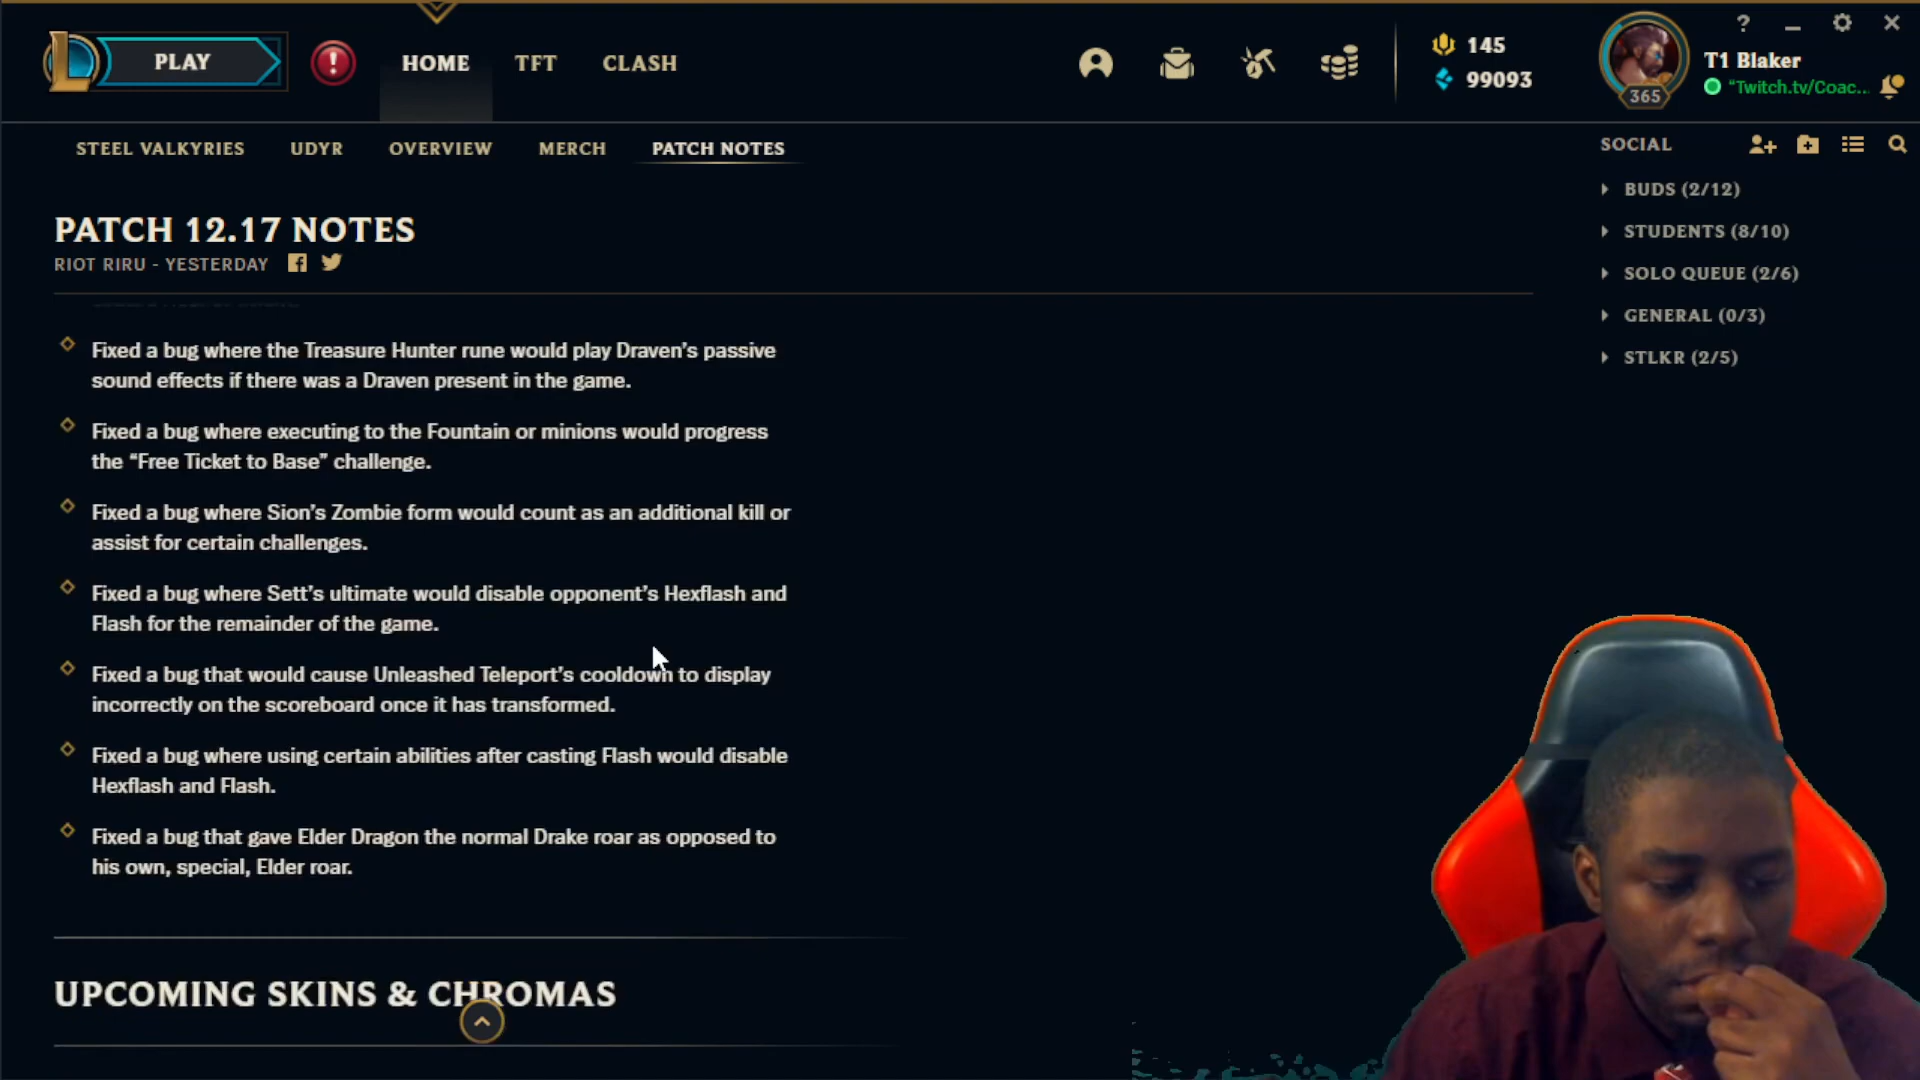 PLAY
HOME
TFT
CLASH
145
99093
365
?
T1 Blaker
"Twitch.tv/Coac...
STEEL VALKYRIES
UDYR
OVERVIEW
MERCH
PATCH NOTES
SOCIAL
BUDS (2/12)
STUDENTS (8/10)
SOLO QUEUE (2/6)
GENERAL (0/3)
STLKR (2/5)
PATCH 12.17 NOTES
RIOT RIRU - YESTERDAY
Fixed a bug where the Treasure Hunter rune would play Draven's passive
sound effects if there was a Draven present in the game.
Fixed a bug where executing to the Fountain or minions would progress
the "Free Ticket to Base" challenge.
Fixed a bug where Sion's Zombie form would count as an additional kill or
assist for certain challenges.
Fixed a bug where Sett's ultimate would disable opponent's Hexflash and
Flash for the remainder of the game.
Fixed a bug that would cause Unleashed Teleport's cooldown to display
incorrectly on the scoreboard once it has transformed.
Fixed a bug where using certain abilities after casting Flash would disable
Hexflash and Flash.
Fixed a bug that gave Elder Dragon the normal Drake roar as opposed to
his own, special, Elder roar.
UPCOMING SKINS & CHROMAS